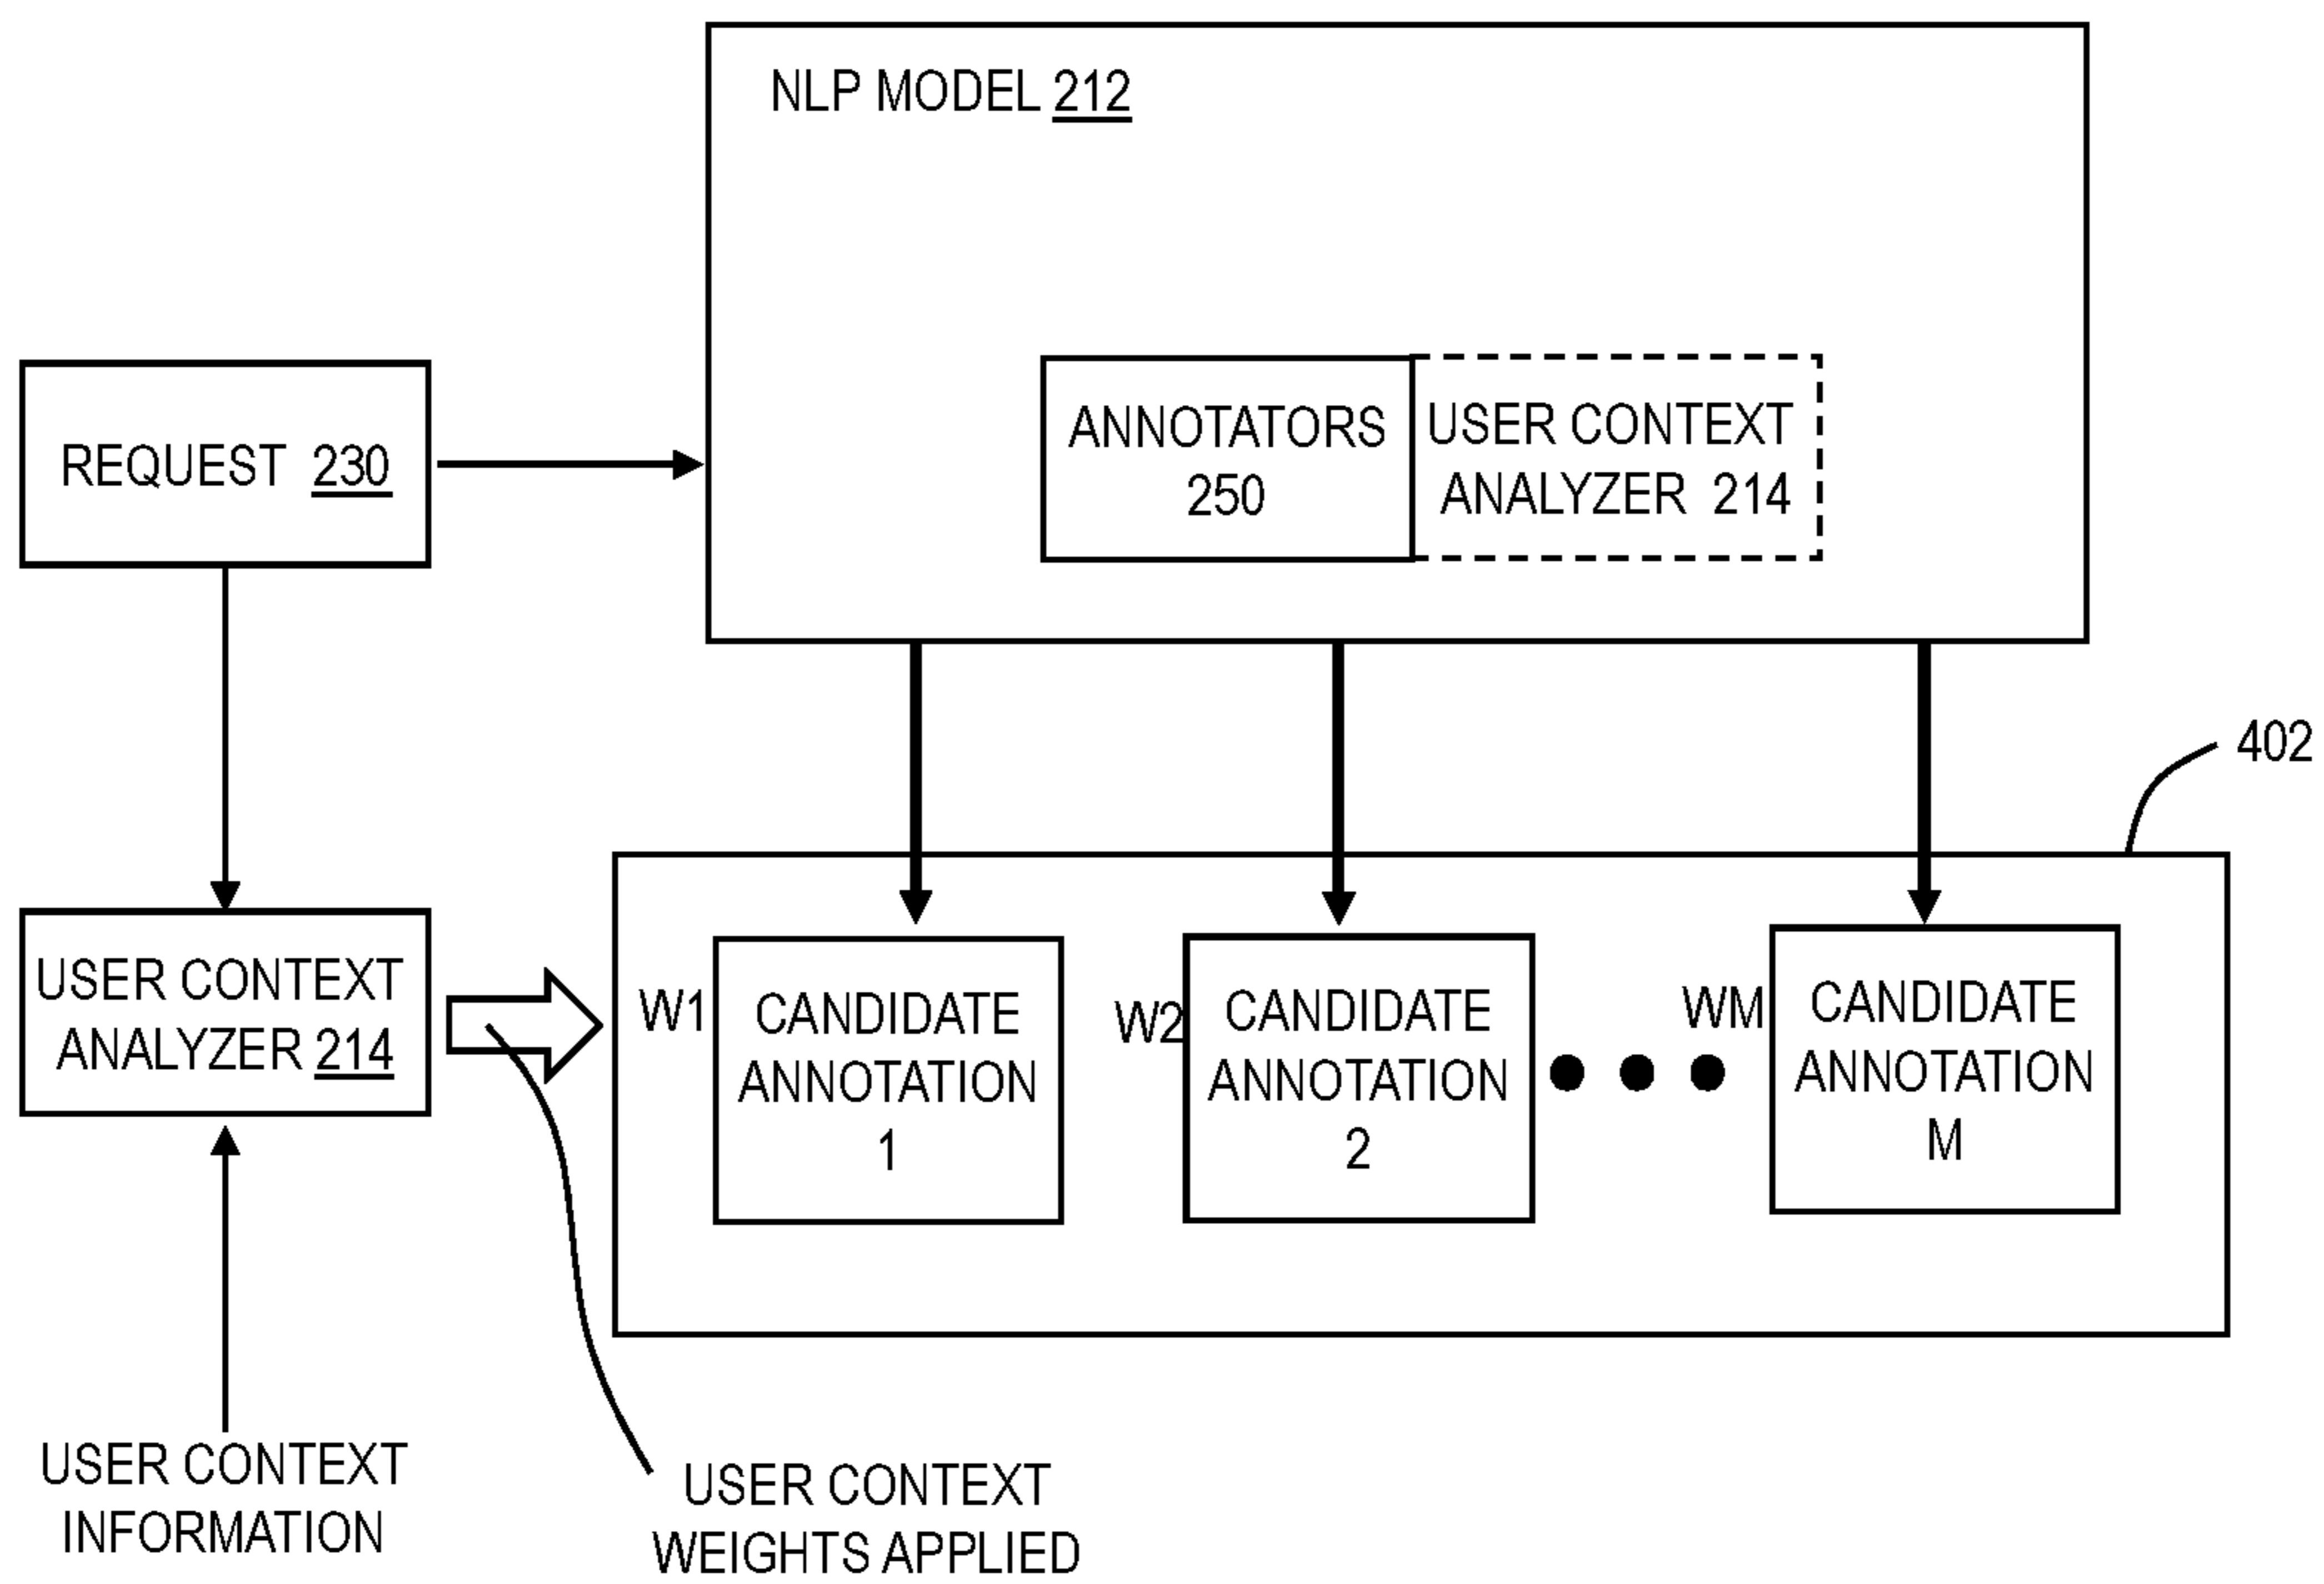 NLP MODEL 212
REQUEST 230
ANNOTATORS
250
USER CONTEXT
ANALYZER 214
402
USER CONTEXT
ANALYZER 214
W1
CANDIDATE
ANNOTATION
1
W2
CANDIDATE
ANNOTATION
2
WM
CANDIDATE
ANNOTATION
M
USER CONTEXT
INFORMATION
USER CONTEXT
WEIGHTS APPLIED